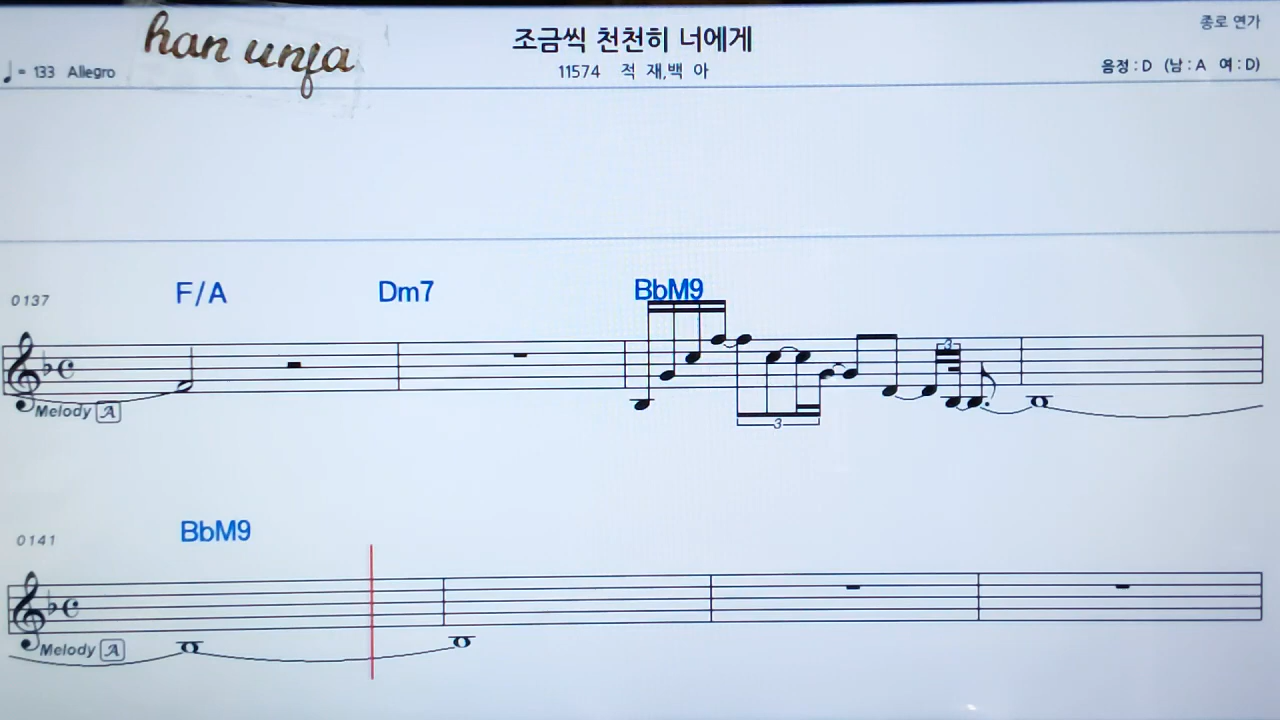 han unja
조금씩 천천히 너에게
종로 연가
♩= 133 Allegro
11574 적 재,백 아
음정 : D (남 : A 여 : D)
0137
F/A Dm7 BbM9
3
3
Melody A
0141
BbM9
Melody A